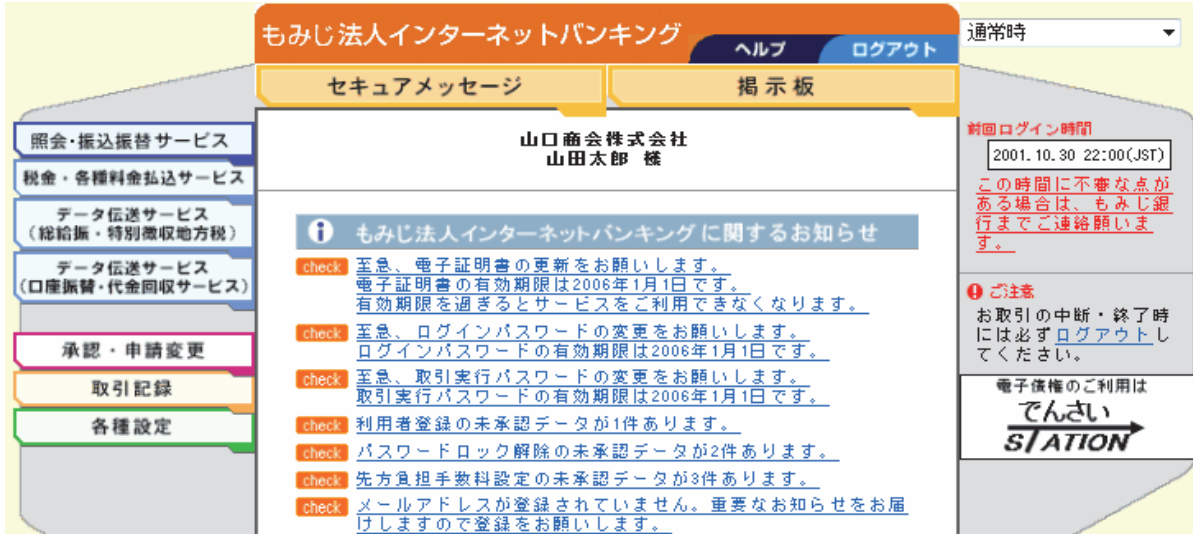 もみじ法人インターネットバンキング
ヘルプ
ログアウト
通常時
セキュアメッセージ
掲示板
照会・振込振替サービス
税金・各種料金払込サービス
データ伝送サービス
(総給振・特別徴収地方税)
データ伝送サービス
(口座振替・代金回収サービス)
承認・申請変更
取引記録
各種設定
山口商会株式会社
山田太郎 様
もみじ法人インターネットバンキングに関するお知らせ
check 至急、電子証明書の更新をお願いします。
電子証明書の有効期限は2006年1月1日です。
有効期限を過ぎるとサービスをご利用できなくなります。
check 至急、ログインパスワードの変更をお願いします。
ログインパスワードの有効期限は2006年1月1日です。
check 至急、取引実行パスワードの変更をお願いします。
取引実行パスワードの有効期限は2006年1月1日です。
check 利用者登録の未承認データが1件あります。
check パスワードロック解除の未承認データが2件あります。
check 先方負担手数料設定の未承認データが3件あります。
check メールアドレスが登録されていません。重要なお知らせをお届
けしますので登録をお願いします。
前回ログイン時間
2001.10.30 22:00(JST)
この時間に不審な点が
ある場合は、もみじ銀
行までご連絡願いま
す。
ご注意
お取引の中断・終了時
には必ずログアウトし
てください。
電子債権のご利用は
でんさい
STATION